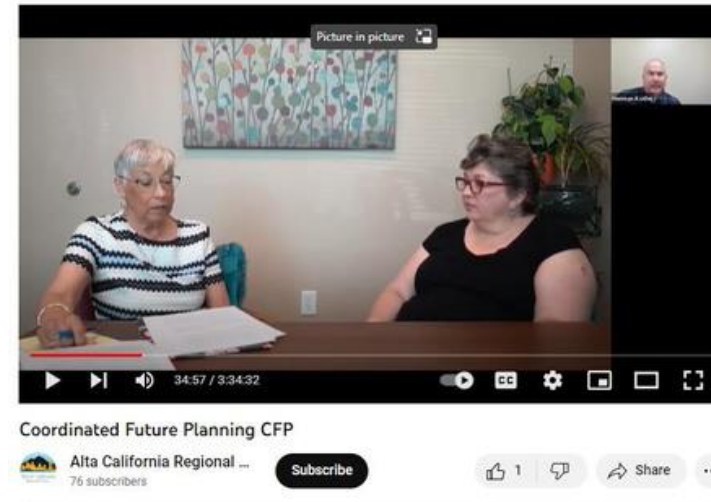 Picture in picture
34:57 / 3:34:32
CC
Coordinated Future Planning CFP
Alta California Regional ...
76 subscribers
Subscribe
1
Share